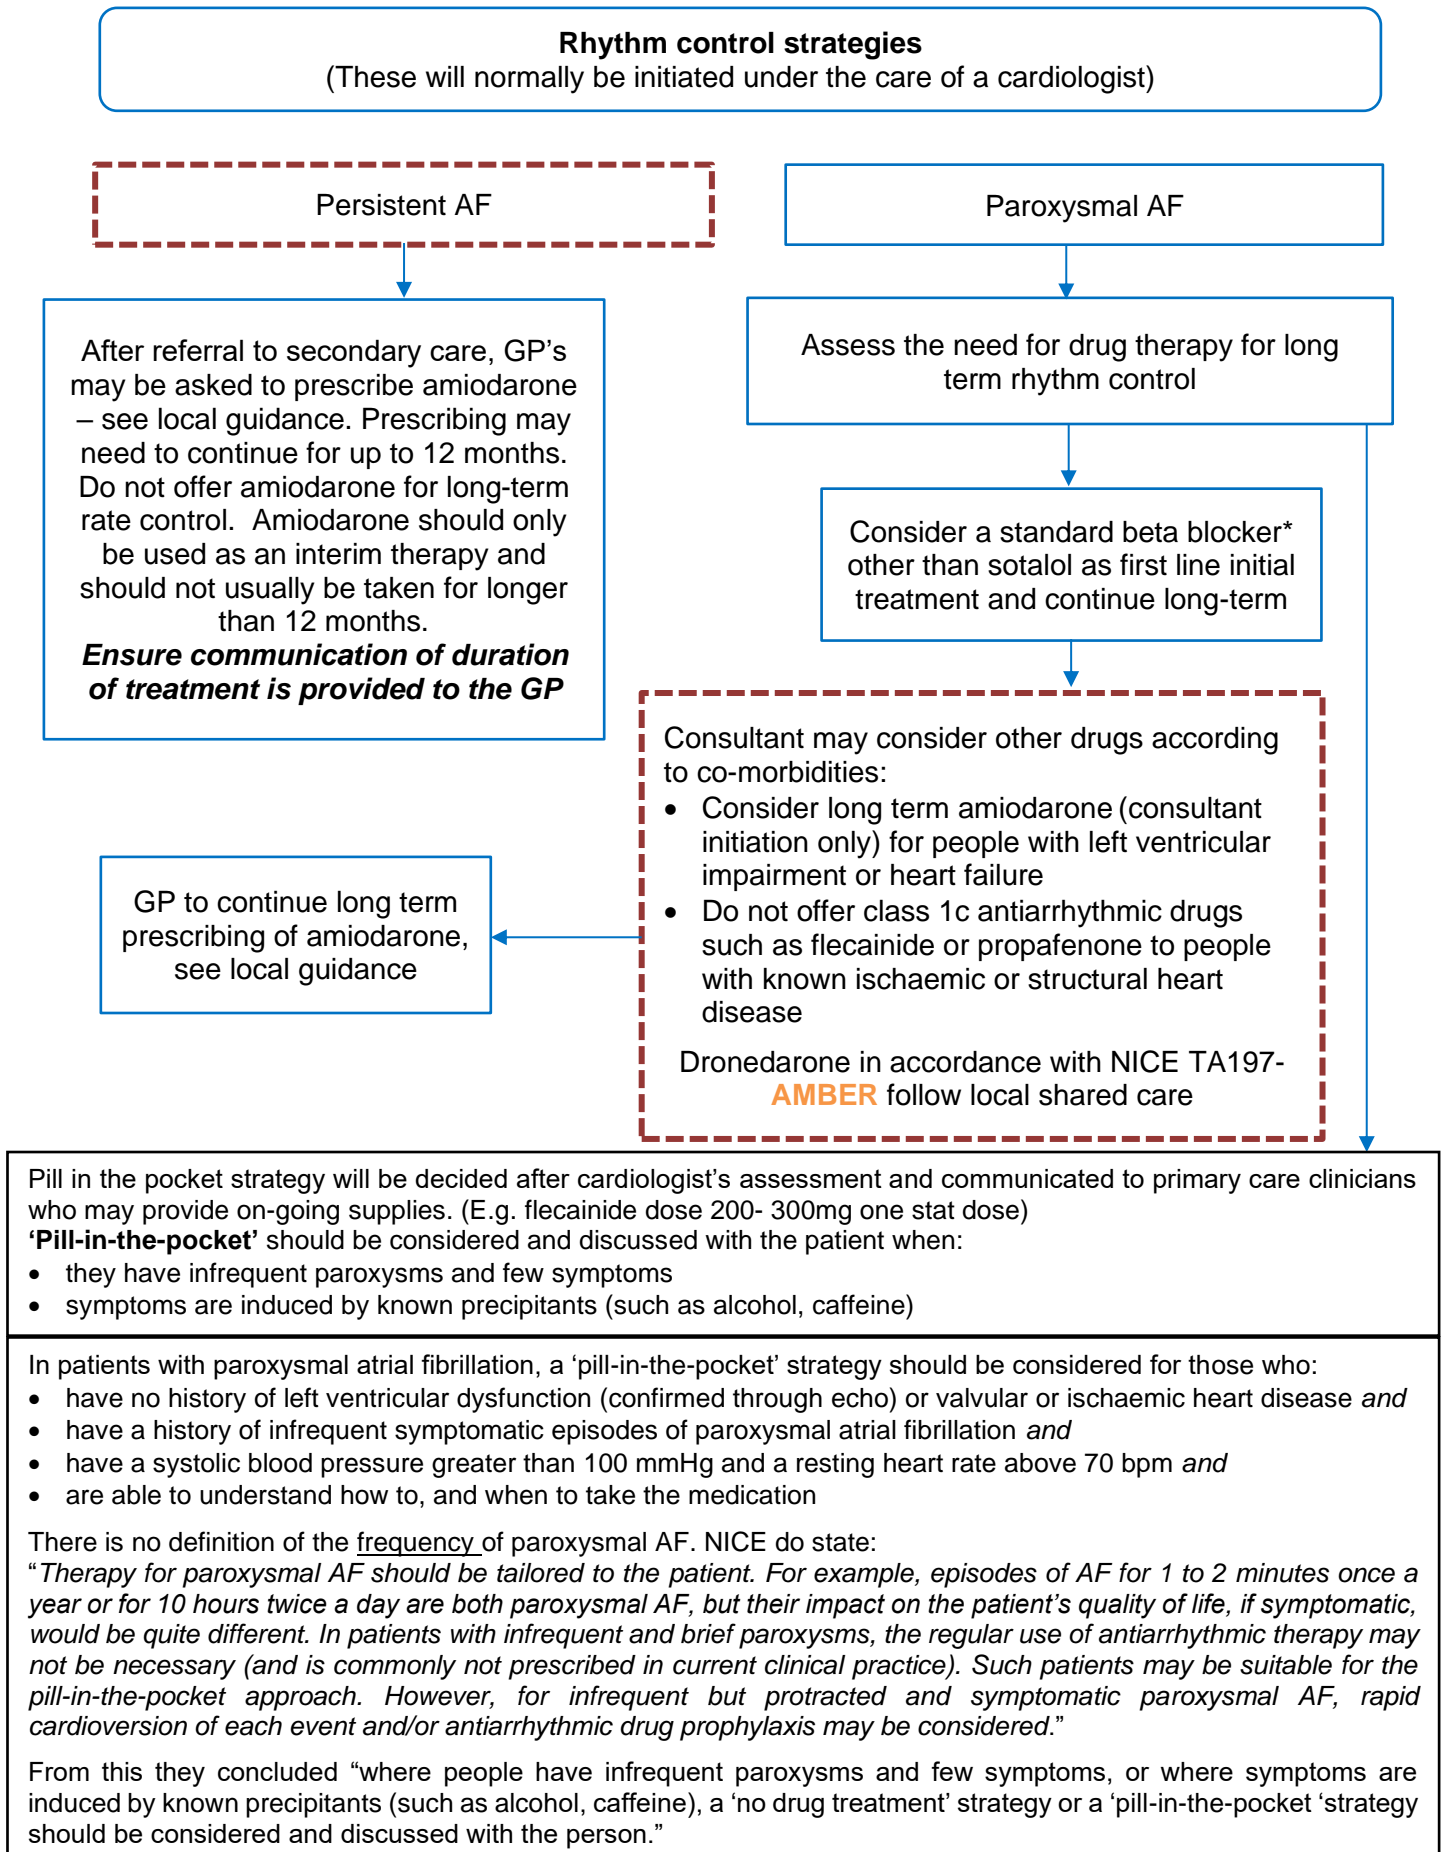 Rhythm control strategies
(These will normally be initiated under the care of a cardiologist)
Persistent AF
After referral to secondary care, GP's
may be asked to prescribe amiodarone
– see local guidance. Prescribing may
need to continue for up to 12 months.
Do not offer amiodarone for long-term
rate control.  Amiodarone should only
be used as an interim therapy and
should not usually be taken for longer
than 12 months.
Ensure communication of duration
of treatment is provided to the GP
Paroxysmal AF
Assess the need for drug therapy for long
term rhythm control
Consider a standard beta blocker*
other than sotalol as first line initial
treatment and continue long-term
Consultant may consider other drugs according
to co-morbidities:
• Consider long term amiodarone (consultant
initiation only) for people with left ventricular
impairment or heart failure
• Do not offer class 1c antiarrhythmic drugs
such as flecainide or propafenone to people
with known ischaemic or structural heart
disease
Dronedarone in accordance with NICE TA197-
AMBER follow local shared care
GP to continue long term
prescribing of amiodarone,
see local guidance
Pill in the pocket strategy will be decided after cardiologist's assessment and communicated to primary care clinicians
who may provide on-going supplies. (E.g. flecainide dose 200- 300mg one stat dose)
‘Pill-in-the-pocket’ should be considered and discussed with the patient when:
• they have infrequent paroxysms and few symptoms
• symptoms are induced by known precipitants (such as alcohol, caffeine)
In patients with paroxysmal atrial fibrillation, a ‘pill-in-the-pocket’ strategy should be considered for those who:
• have no history of left ventricular dysfunction (confirmed through echo) or valvular or ischaemic heart disease and
• have a history of infrequent symptomatic episodes of paroxysmal atrial fibrillation and
• have a systolic blood pressure greater than 100 mmHg and a resting heart rate above 70 bpm and
• are able to understand how to, and when to take the medication
There is no definition of the frequency of paroxysmal AF. NICE do state:
“Therapy for paroxysmal AF should be tailored to the patient. For example, episodes of AF for 1 to 2 minutes once a
year or for 10 hours twice a day are both paroxysmal AF, but their impact on the patient's quality of life, if symptomatic,
would be quite different. In patients with infrequent and brief paroxysms, the regular use of antiarrhythmic therapy may
not be necessary (and is commonly not prescribed in current clinical practice). Such patients may be suitable for the
pill-in-the-pocket approach. However, for infrequent but protracted and symptomatic paroxysmal AF, rapid
cardioversion of each event and/or antiarrhythmic drug prophylaxis may be considered.”
From this they concluded “where people have infrequent paroxysms and few symptoms, or where symptoms are
induced by known precipitants (such as alcohol, caffeine), a ‘no drug treatment’ strategy or a ‘pill-in-the-pocket ‘strategy
should be considered and discussed with the person.”